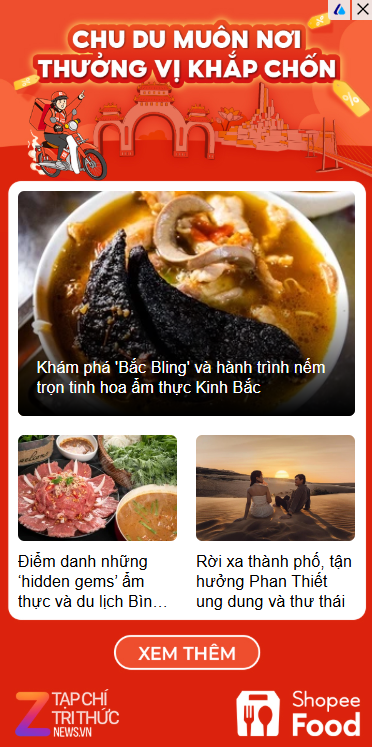 CHU DU MUÔN NƠI
THƯỞNG VỊ KHẮP CHỐN
%
%
Khám phá 'Bắc Bling' và hành trình nếm
trọn tinh hoa ẩm thực Kinh Bắc
Điểm danh những
‘hidden gems’ ẩm
thực và du lịch Bìn…
Rời xa thành phố, tận
hưởng Phan Thiết
ung dung và thư thái
XEM THÊM
Z TẠP CHÍ
TRI THỨC
NEWS.VN
Shopee
Food